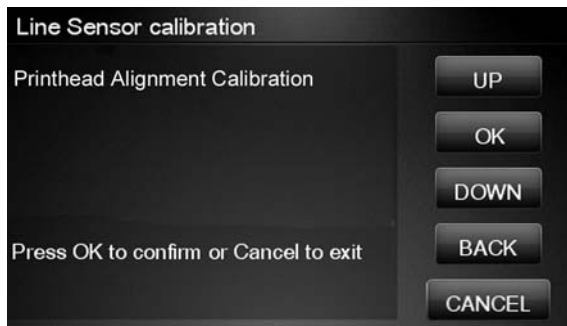 Line Sensor calibration
Printhead Alignment Calibration
UP
OK
DOWN
Press OK to confirm or Cancel to exit
BACK
CANCEL